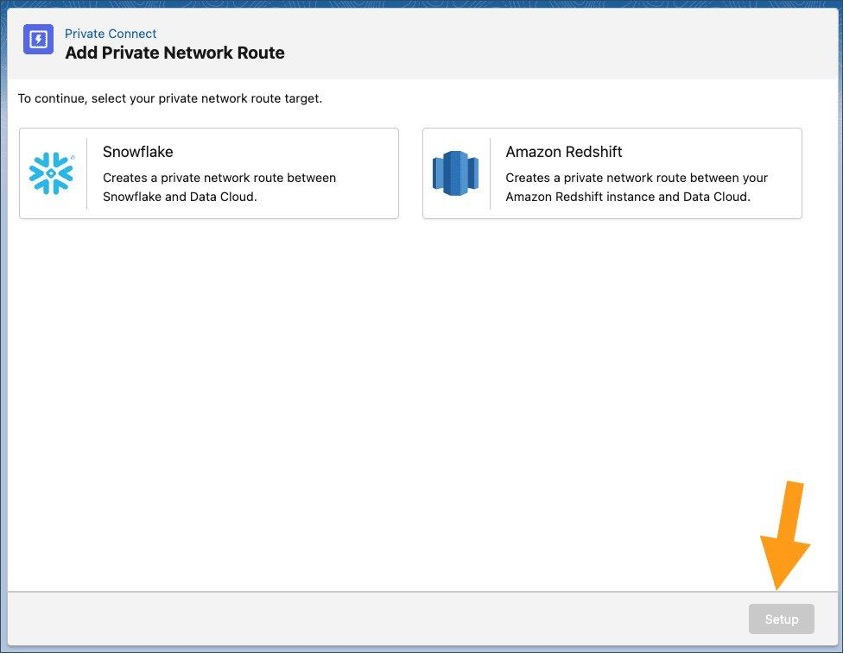 Private Connect
Add Private Network Route
To continue, select your private network route target.
Snowflake
Creates a private network route between
Snowflake and Data Cloud.
Amazon Redshift
Creates a private network route between your
Amazon Redshift instance and Data Cloud.
Setup